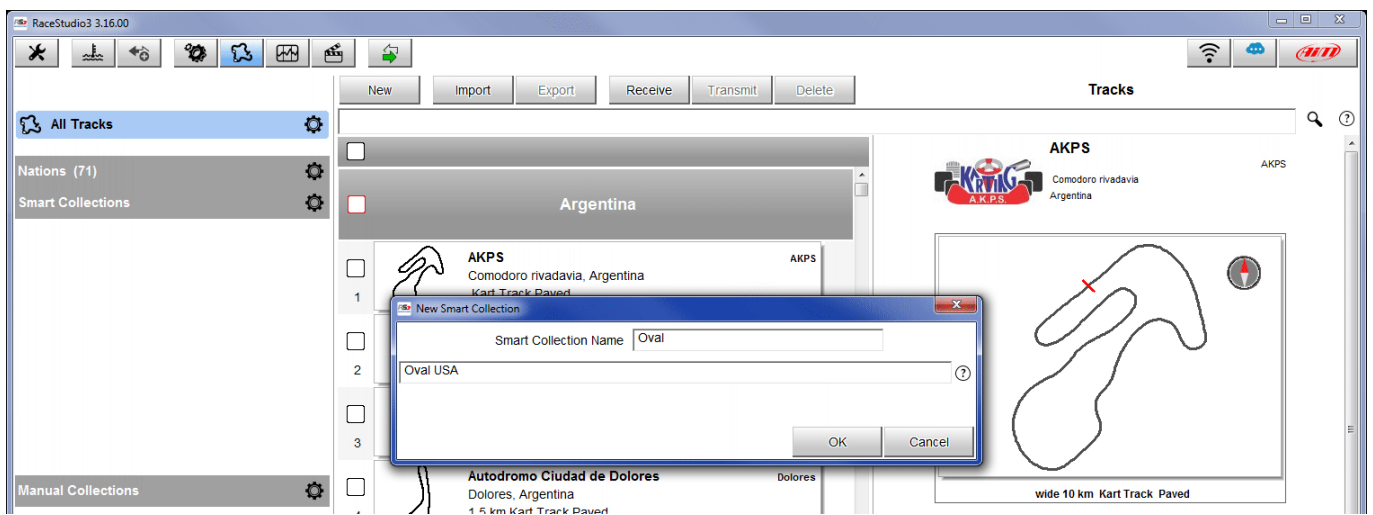 RaceStudio3 3.16.00
New Import Export Receive Transmit Delete
Tracks
All Tracks
Nations (71)
Smart Collections
Manual Collections
Argentina
AKPS
AKPS
Comodoro rivadavia, Argentina
Kart Track Paved
1
2
3
Autodromo Ciudad de Dolores
Dolores
Dolores, Argentina
1.5 km Kart Track Paved
New Smart Collection
Smart Collection Name Oval
Oval USA
OK Cancel
AKPS
AKPS
Comodoro rivadavia
Argentina
KARTING
A.K.P.S.
wide 10 km Kart Track Paved
AiM